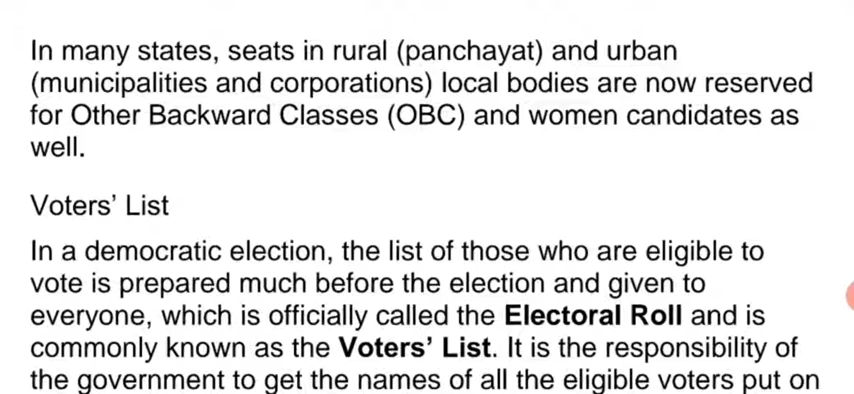 In many states, seats in rural (panchayat) and urban
(municipalities and corporations) local bodies are now reserved
for Other Backward Classes (OBC) and women candidates as
well.
Voters’ List
In a democratic election, the list of those who are eligible to
vote is prepared much before the election and given to
everyone, which is officially called the Electoral Roll and is
commonly known as the Voters’ List. It is the responsibility of
the government to get the names of all the eligible voters put on